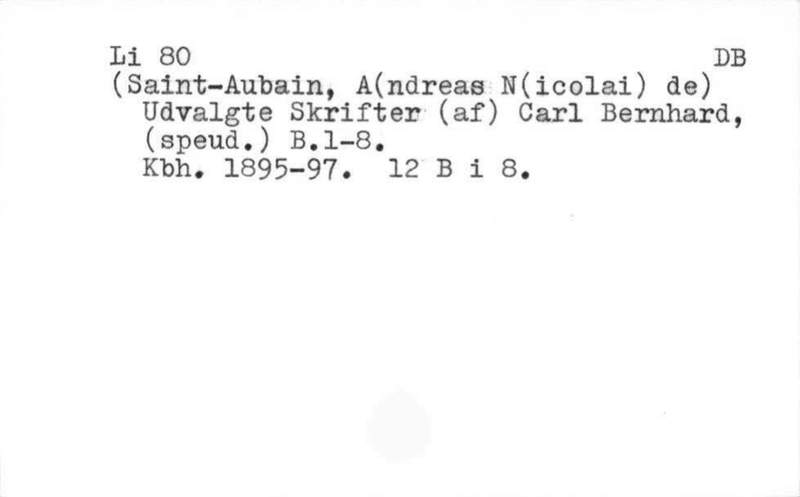 Li 80 DB
(Saint-Aubain, A(ndreas N(icolai) de)
Udvalgte Skrifter (af) Carl Bernhard,
(speud.) B.1-8.
Kbh. 1895-97. 12 B i 8.